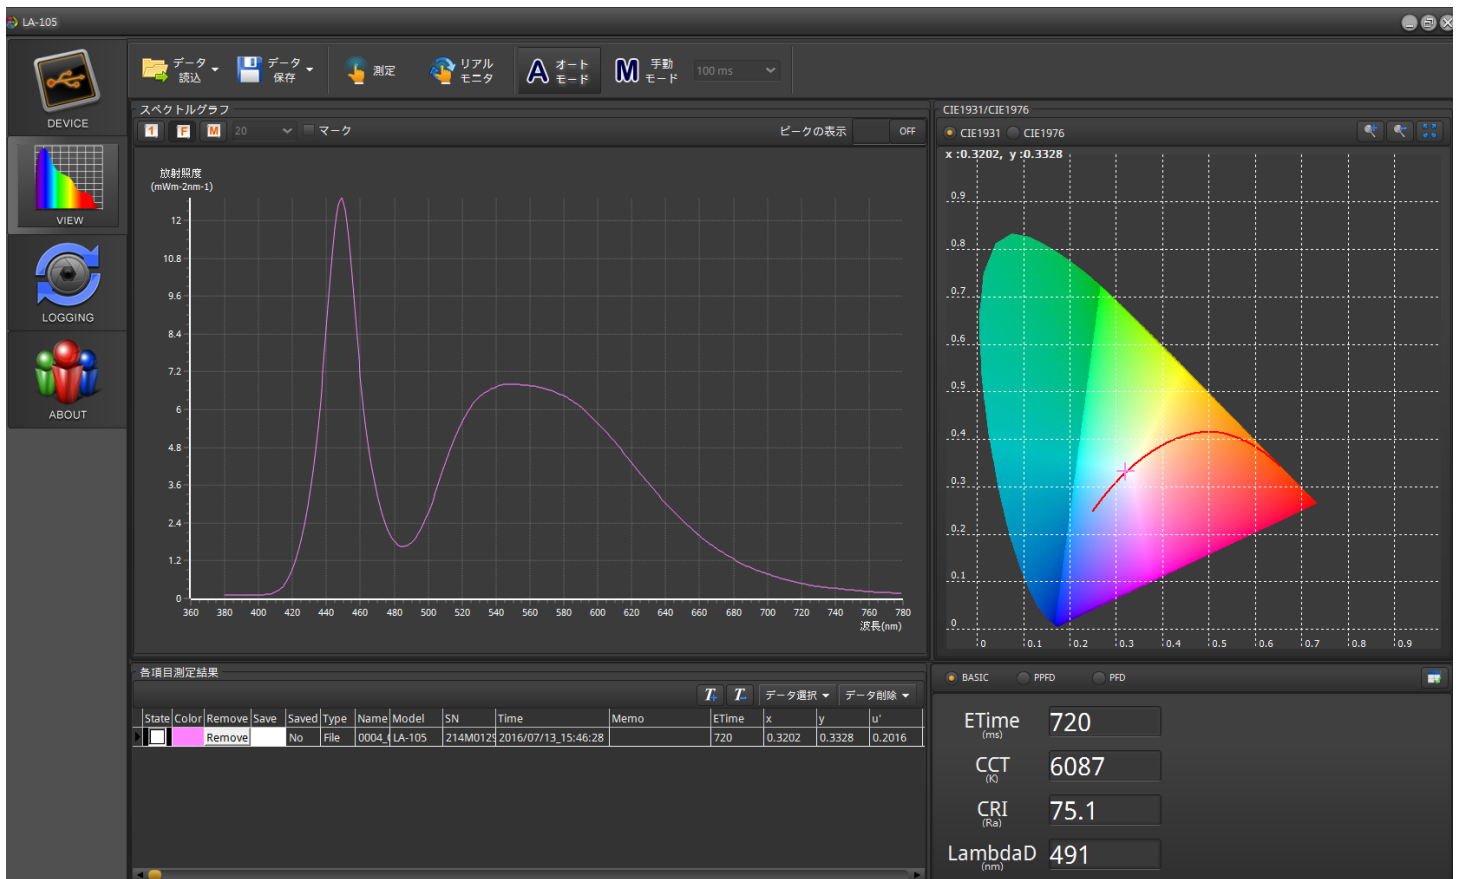 LA-105
DEVICE
VIEW
LOGGING
ABOUT
データ
読込
データ
保存
測定
リアル
モニタ
A オート
モード
M 手動
モード
100 ms
スペクトルグラフ
1 F M 20 マーク ピークの表示 OFF
放射照度
(mWm-2nm-1)
12
10.8
9.6
8.4
7.2
6
4.8
3.6
2.4
1.2
0
360 380 400 420 440 460 480 500 520 540 560 580 600 620 640 660 680 700 720 740 760 780
波長(nm)
CIE1931/CIE1976
CIE1931 CIE1976
x :0.3202, y :0.3328
0.9
0.8
0.7
0.6
0.5
0.4
0.3
0.2
0.1
0
0 0.1 0.2 0.3 0.4 0.5 0.6 0.7 0.8 0.9
各項目測定結果
T T データ選択 データ削除
State Color Remove Save Saved Type Name Model SN Time Memo ETime x y u'
Remove No File 0004_ LA-105 214M0129 2016/07/13_15:46:28 720 0.3202 0.3328 0.2016
BASIC PPFD PFD
ETime 720
(ms)
CCT 6087
(K)
CRI 75.1
(Ra)
LambdaD 491
(nm)